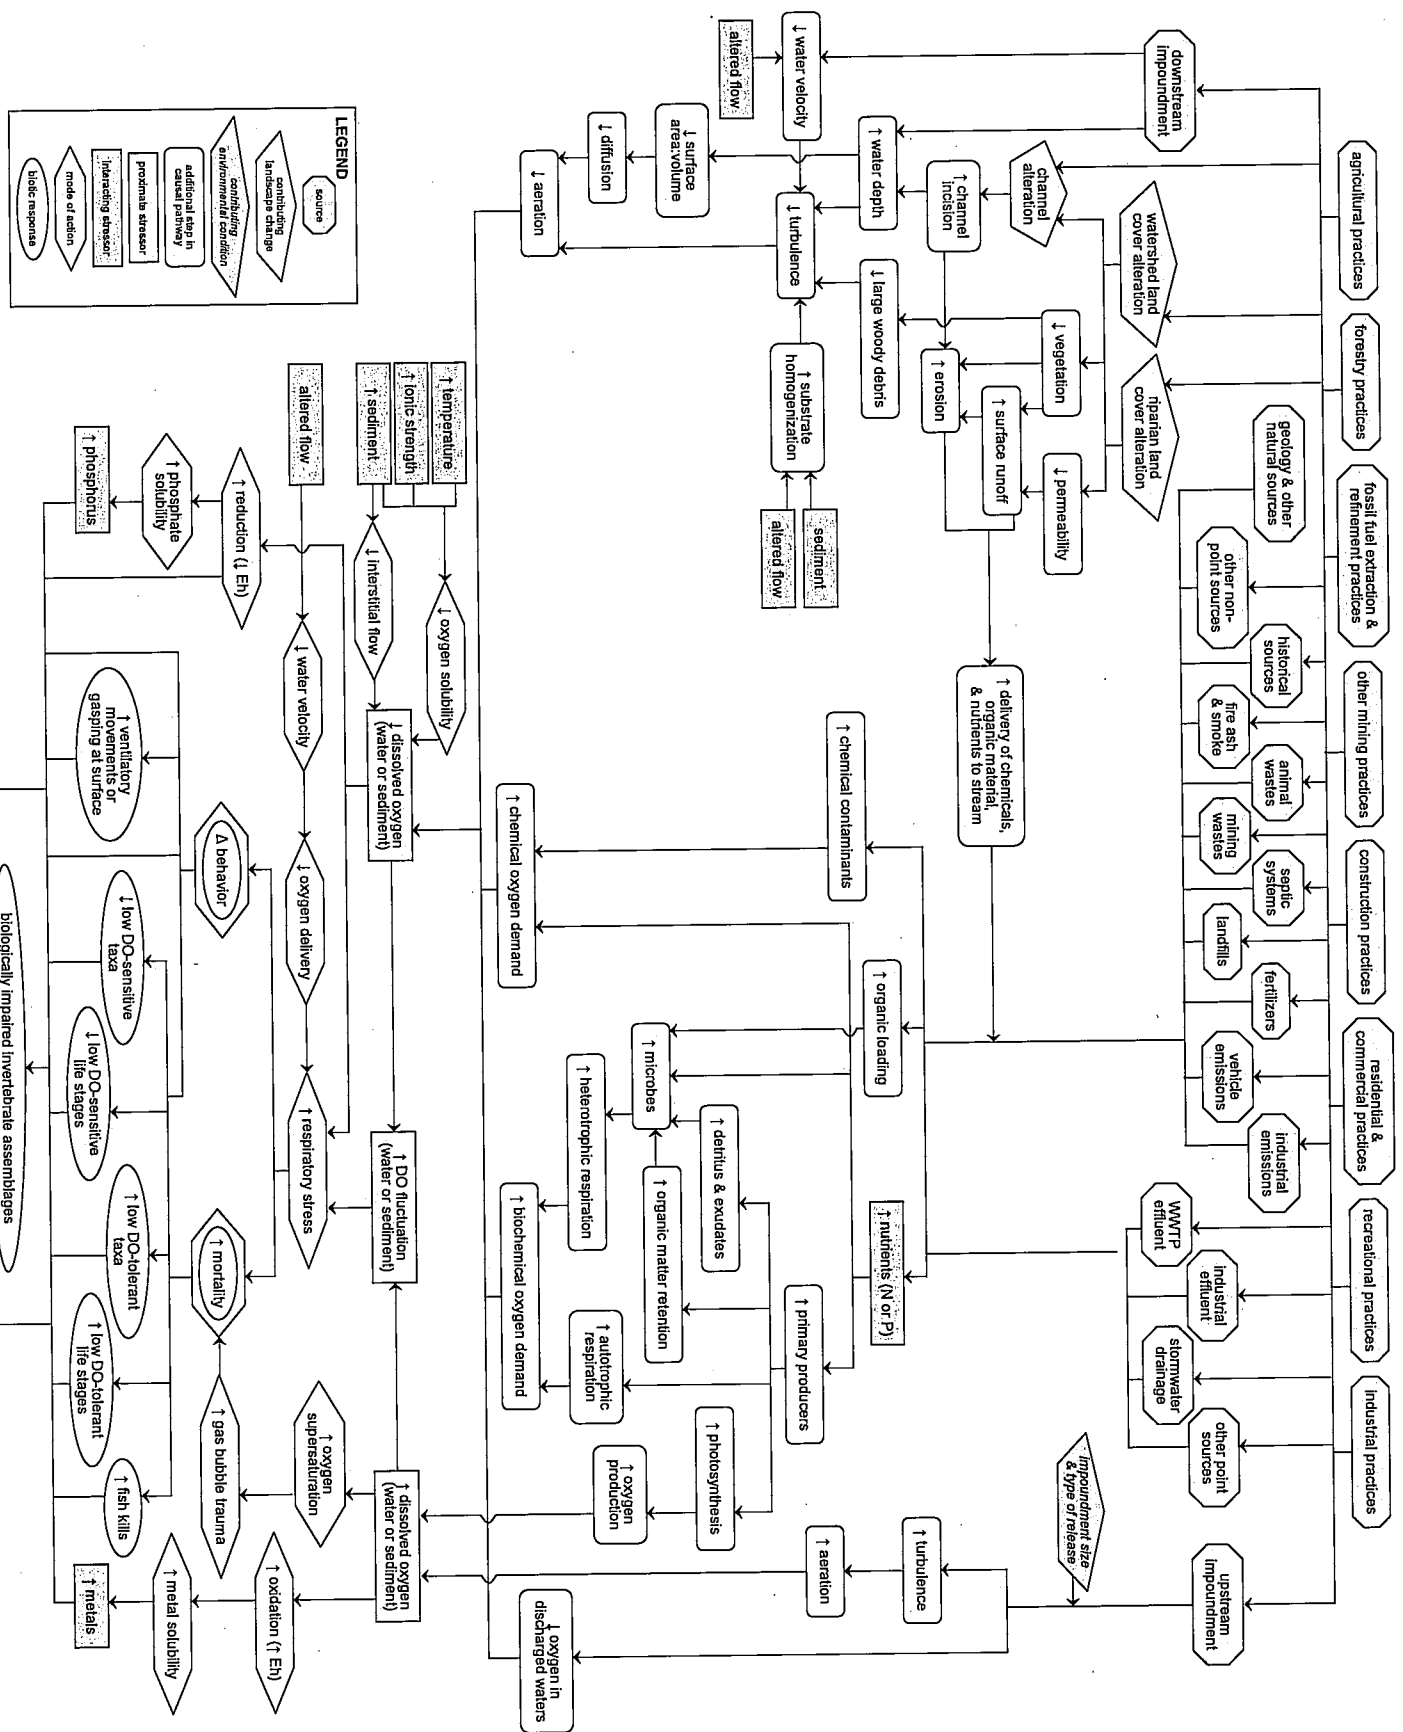 agricultural practices
forestry practices
fossil fuel extraction &
refinement practices
other mining practices
construction practices
residential &
commercial practices
recreational practices
industrial practices
geology & other
natural sources
other non-
point sources
historical
sources
fire ash
& smoke
animal
wastes
mining
wastes
septic
systems
landfills
fertilizers
vehicle
emissions
industrial
emissions
WWTP
effluent
industrial
effluent
stormwater
drainage
other point
sources
upstream
impoundment
downstream
impoundment
watershed land
cover alteration
riparian land
cover alteration
impoundment size
& type of release
channel
alteration
↓ vegetation
↓ permeability
↑ channel
incision
↑ surface runoff
↑ erosion
↑ delivery of chemicals,
organic material,
& nutrients to stream
↑ water depth
↓ large woody debris
↓ water velocity
altered flow
↓ turbulence
↑ substrate
homogenization
sediment
altered flow
↓ surface
area:volume
↓ diffusion
↓ aeration
↑ chemical contaminants
↑ organic loading
↑ nutrients (N or P)
↑ turbulence
↑ aeration
↑ primary producers
↑ microbes
↑ detritus & exudates
↑ organic matter retention
↑ photosynthesis
↑ heterotrophic respiration
↑ autotrophic
respiration
↑ oxygen
production
↑ chemical oxygen demand
↑ biochemical oxygen demand
↓ oxygen in
discharged waters
↑ temperature
↑ ionic strength
↑ sediment
↓ oxygen solubility
↓ interstitial flow
↓ dissolved oxygen
(water or sediment)
↑ DO fluctuation
(water or sediment)
↑ dissolved oxygen
(water or sediment)
altered flow
↓ water velocity
↓ oxygen delivery
↑ respiratory stress
↑ oxygen
supersaturation
↑ reduction (↓ Eh)
↑ oxidation (↑ Eh)
Δ behavior
↑ mortality
↑ gas bubble trauma
↑ phosphate
solubility
↑ metal solubility
↑ phosphorus
↑ ventilatory
movements or
gasping at surface
↓ low DO-sensitive
taxa
↓ low DO-sensitive
life stages
↑ low DO-tolerant
taxa
↑ low DO-tolerant
life stages
↑ fish kills
↑ metals
biologically impaired invertebrate assemblages
LEGEND
source
contributing
landscape change
contributing
environmental condition
additional step in
causal pathway
proximate stressor
interacting stressor
mode of action
biotic response